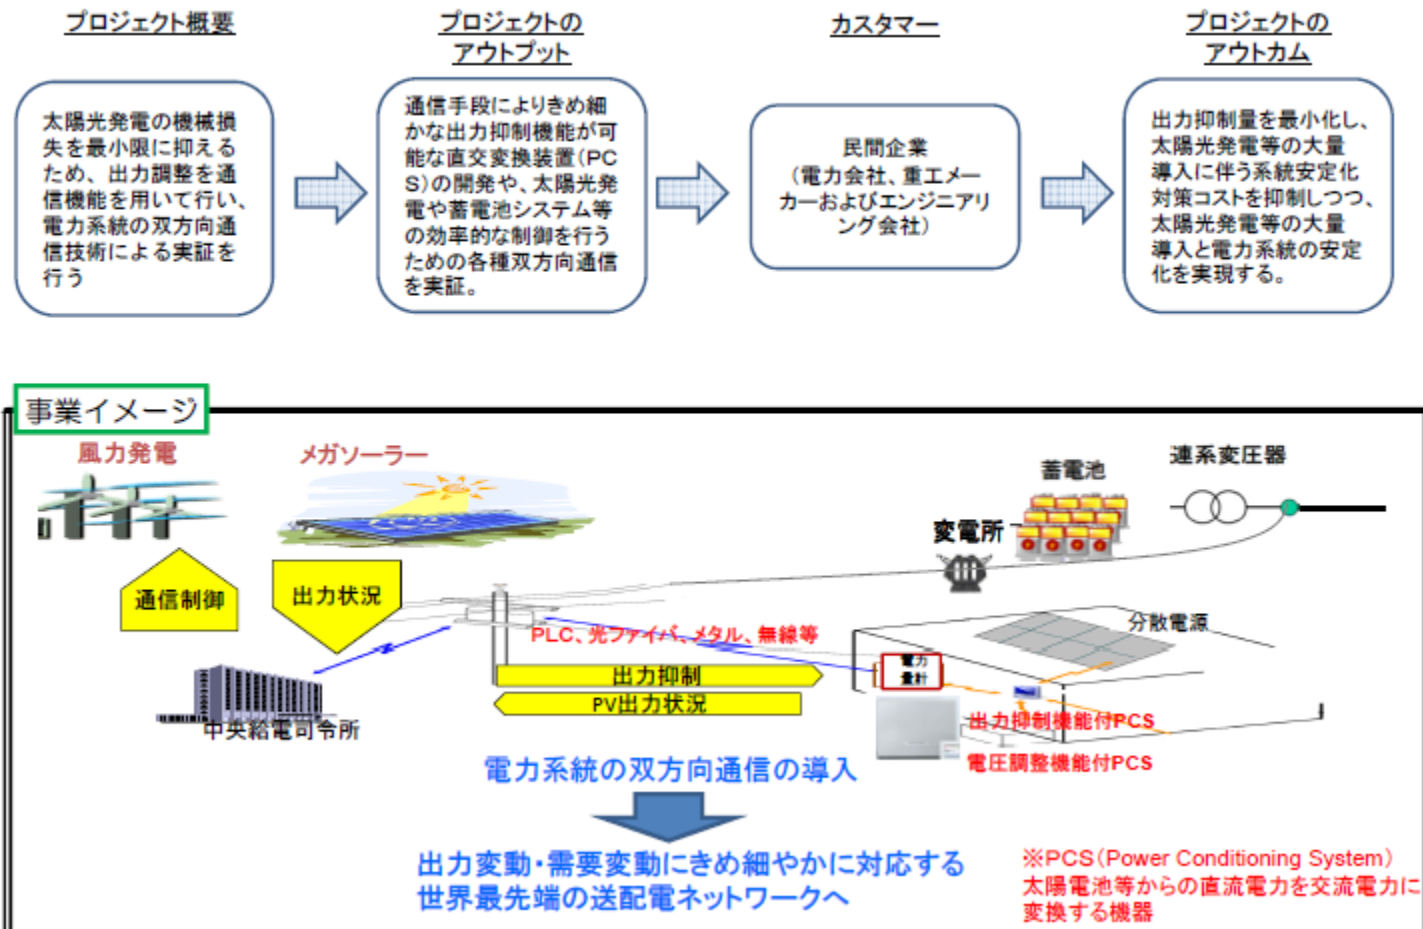 プロジェクト概要
太陽光発電の機械損
失を最小限に抑える
ため、出力調整を通
信機能を用いて行い、
電力系統の双方向通
信技術による実証を
行う
プロジェクトの
アウトプット
通信手段によりきめ細
かな出力抑制機能が可
能な直交変換装置(PC
S)の開発や、太陽光発
電や蓄電池システム等
の効率的な制御を行う
ための各種双方向通信
を実証。
カスタマー
民間企業
(電力会社、重工メー
カーおよびエンジニアリ
ング会社)
プロジェクトの
アウトカム
出力抑制量を最小化し、
太陽光発電等の大量
導入に伴う系統安定化
対策コストを抑制しつつ、
太陽光発電等の大量
導入と電力系統の安定
化を実現する。
事業イメージ
風力発電
メガソーラー
蓄電池
連系変圧器
変電所
通信制御
出力状況
分散電源
PLC、光ファイバ、メタル、無線等
電力
量計
出力抑制
PV出力状況
中央給電司令所
出力抑制機能付PCS
電圧調整機能付PCS
電力系統の双方向通信の導入
出力変動・需要変動にきめ細やかに対応する
世界最先端の送配電ネットワークへ
※PCS(Power Conditioning System)
太陽電池等からの直流電力を交流電力に
変換する機器